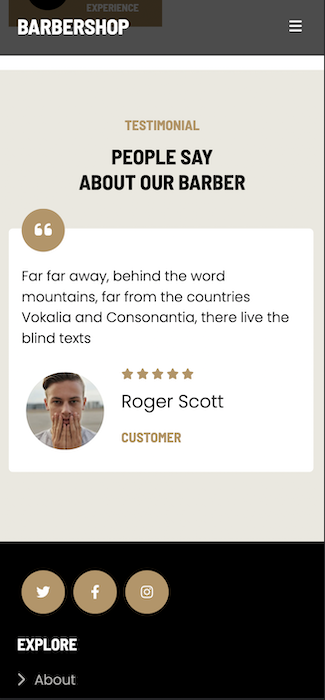 EXPERIENCE
BARBERSHOP
TESTIMONIAL
PEOPLE SAY
ABOUT OUR BARBER
Far far away, behind the word
mountains, far from the countries
Vokalia and Consonantia, there live the
blind texts
Roger Scott
CUSTOMER
EXPLORE
About